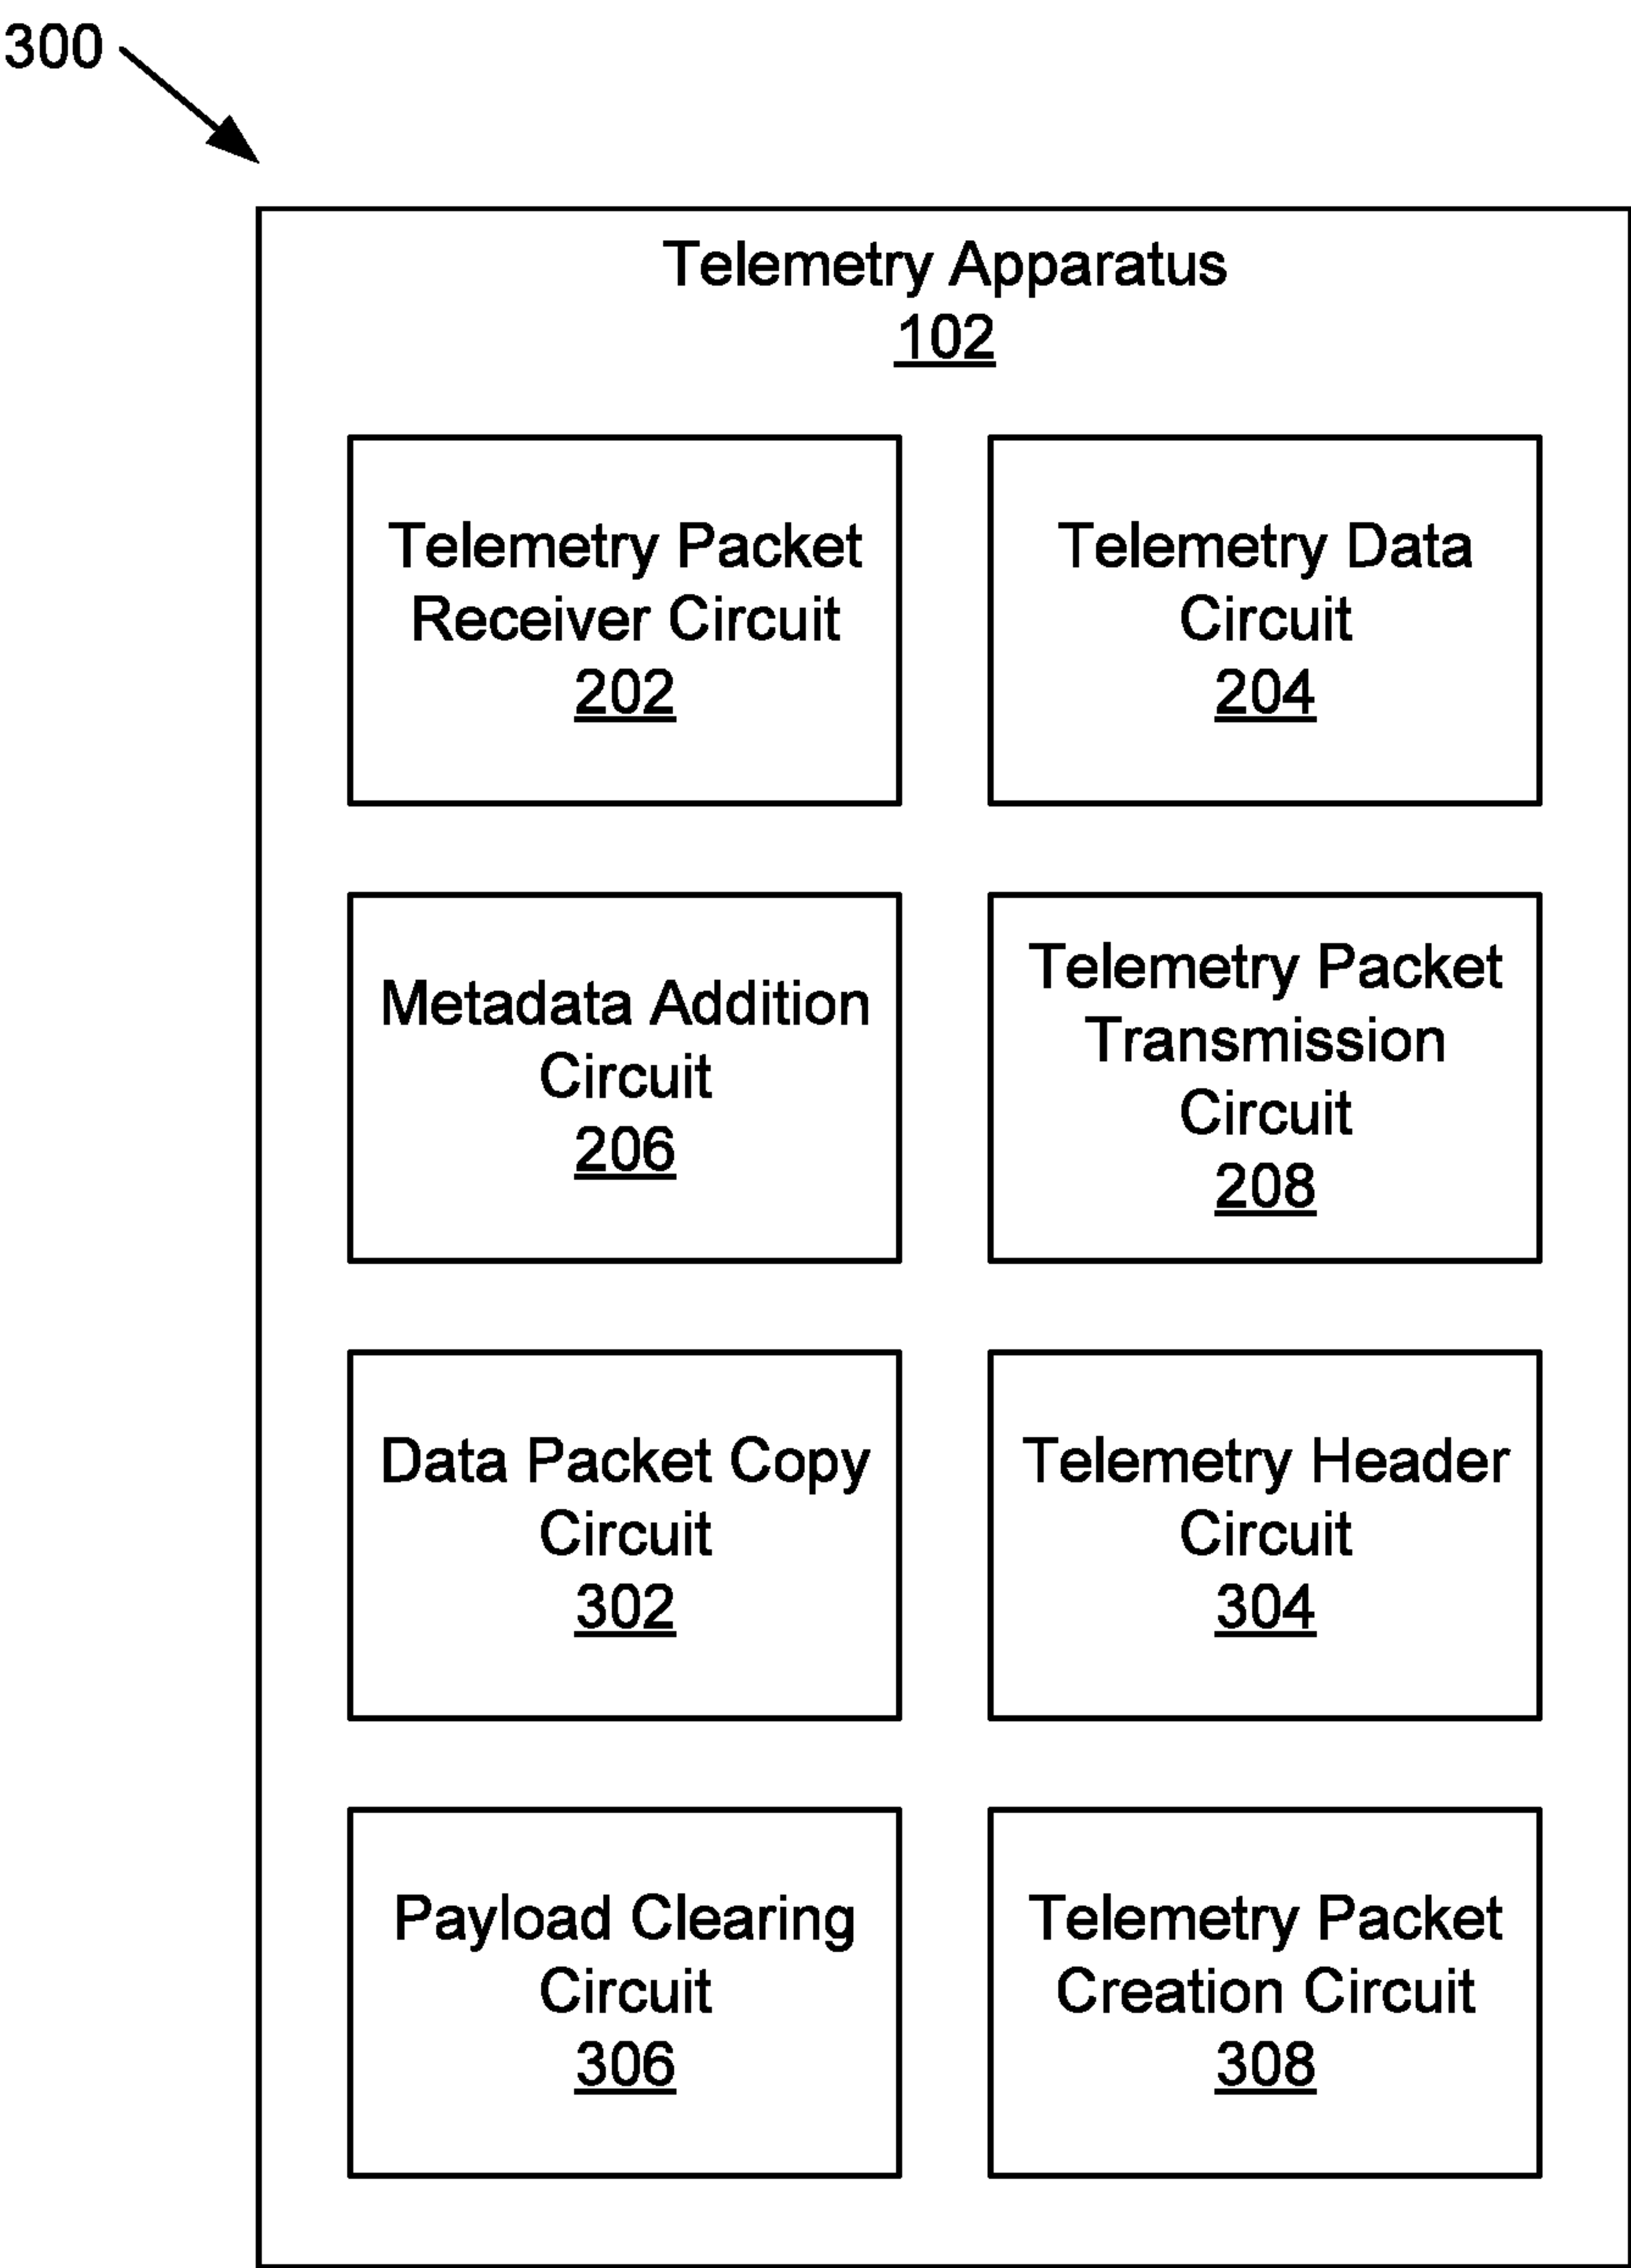 300
Telemetry Apparatus
102
Telemetry Packet
Receiver Circuit
202
Telemetry Data
Circuit
204
Metadata Addition
Circuit
206
Telemetry Packet
Transmission
Circuit
208
Data Packet Copy
Circuit
302
Telemetry Header
Circuit
304
Payload Clearing
Circuit
306
Telemetry Packet
Creation Circuit
308